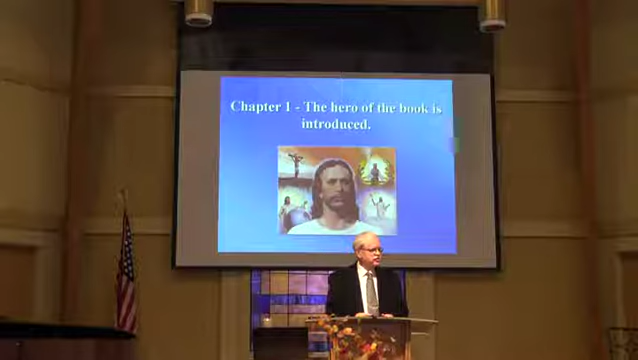 Chapter 1 - The hero of the book is
introduced.